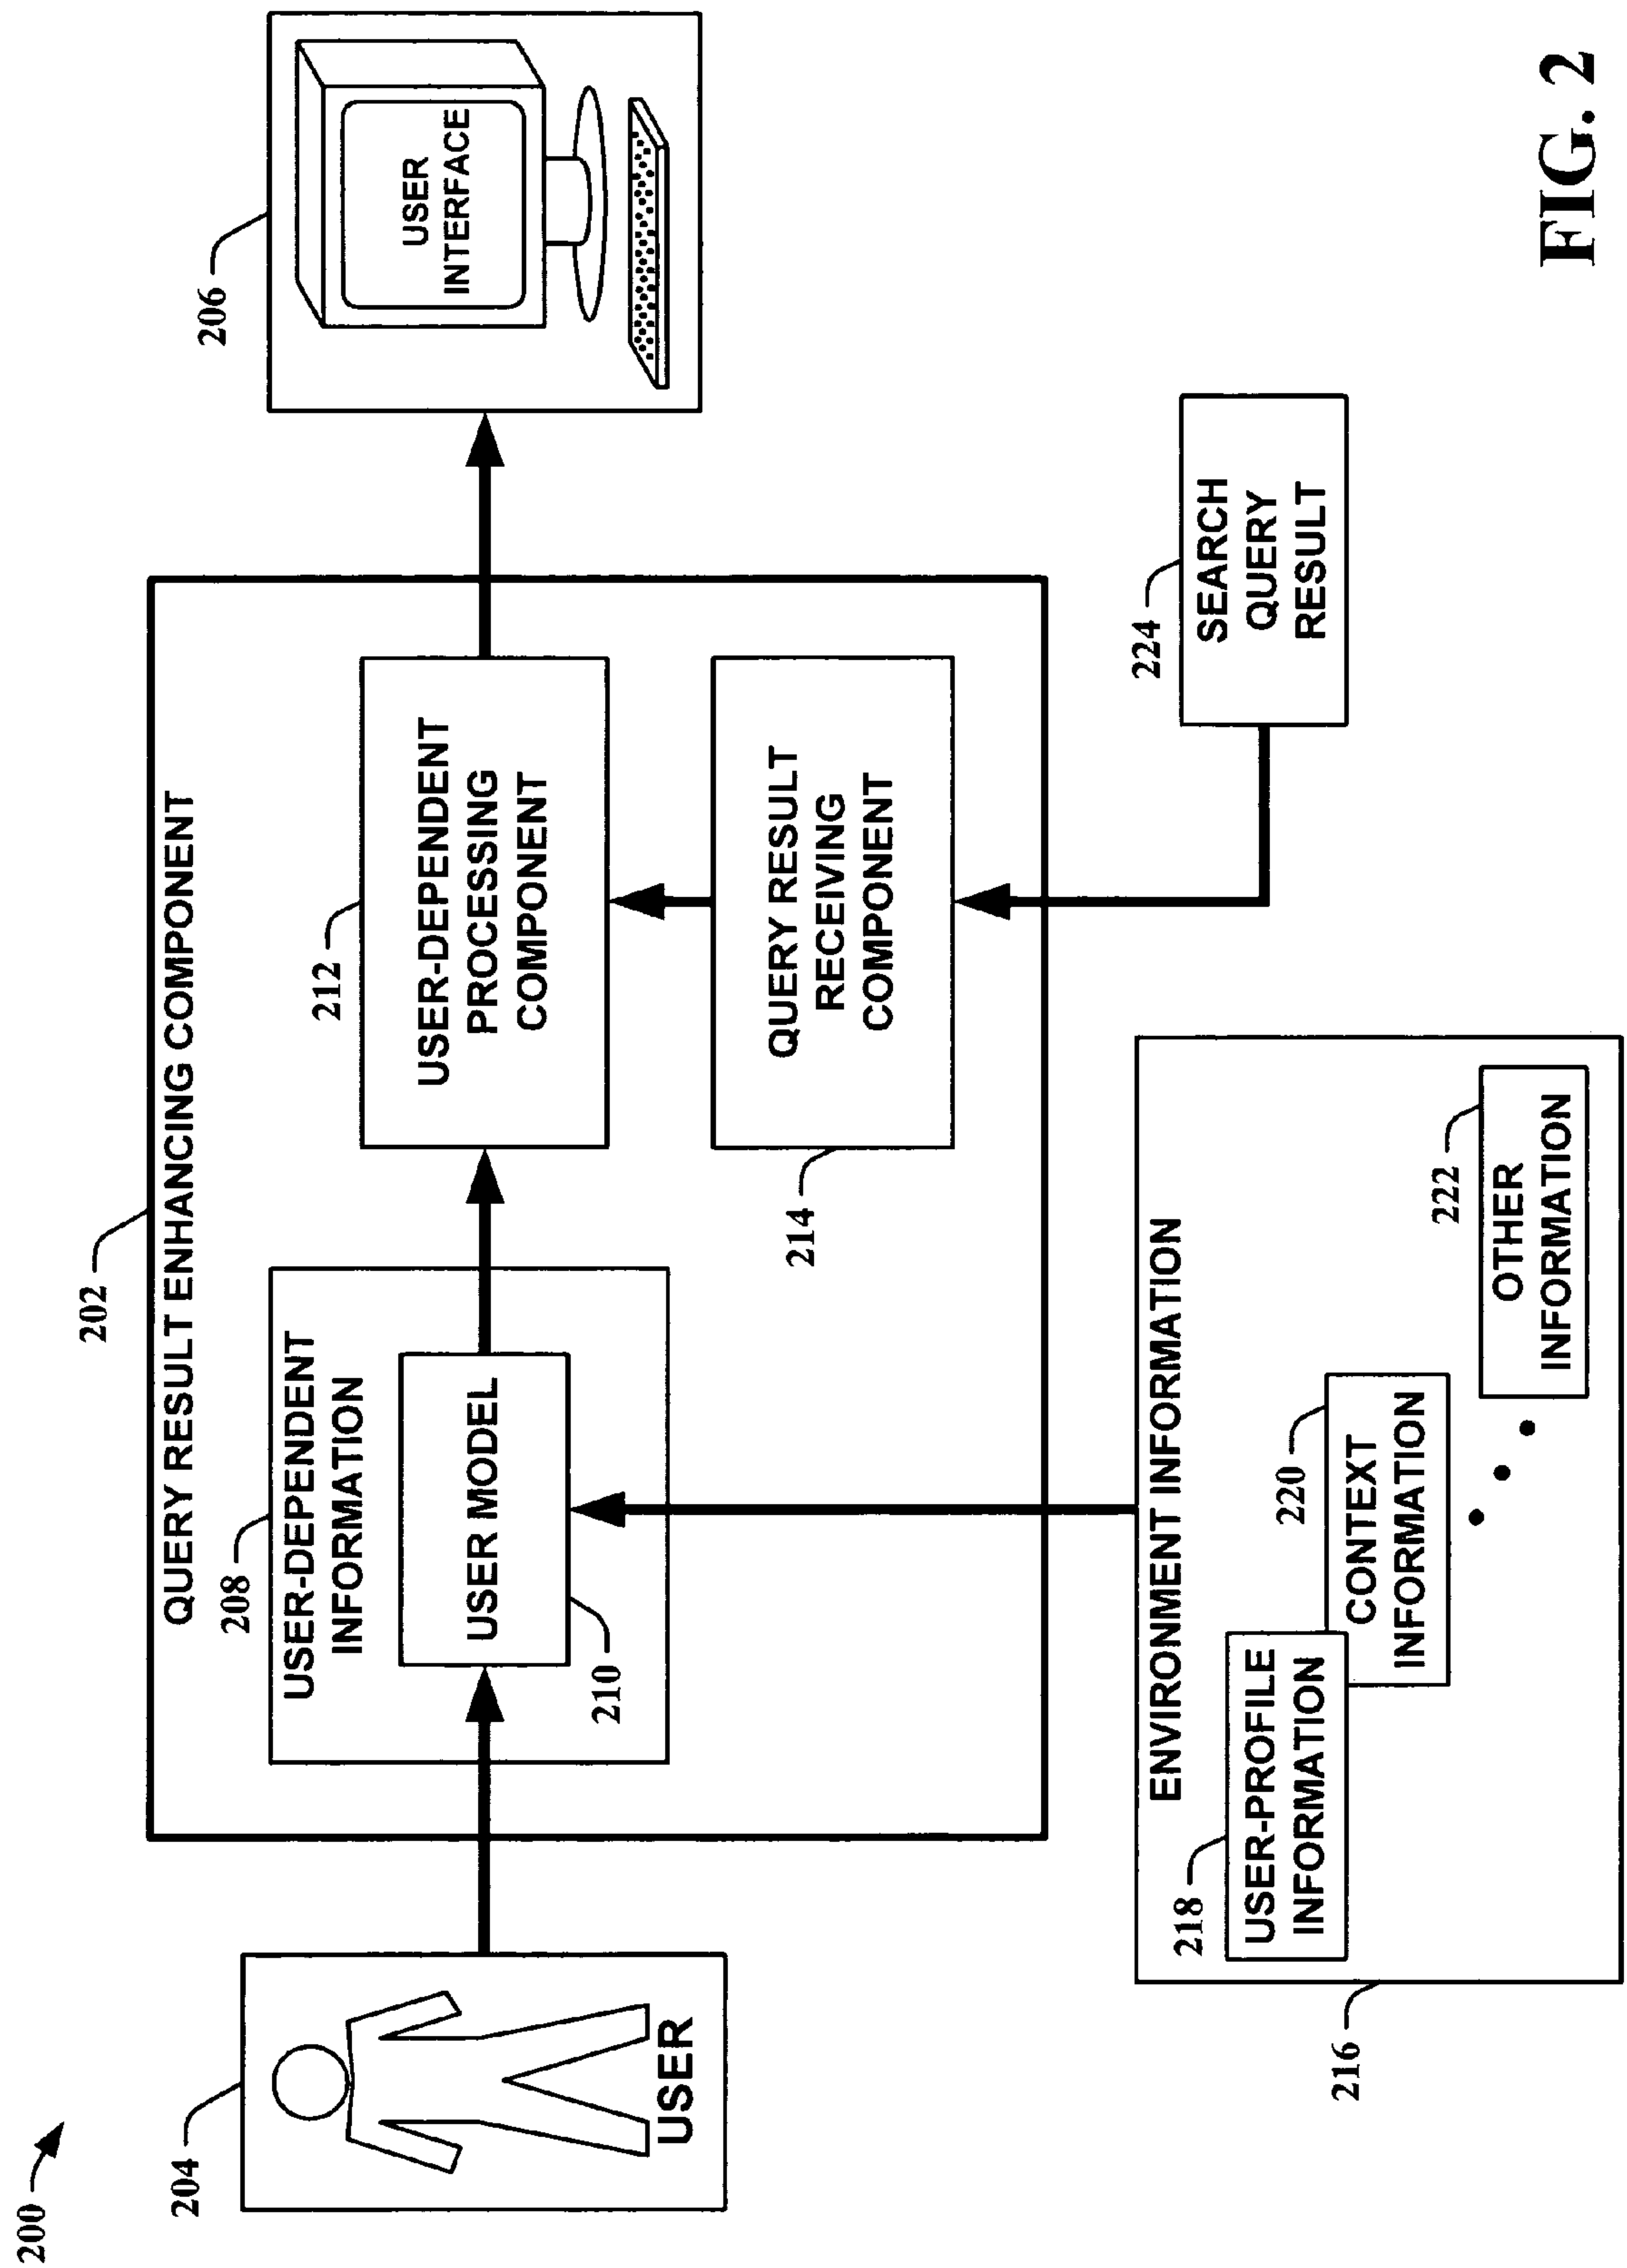 200
202
QUERY RESULT ENHANCING COMPONENT
204
USER
208
USER-DEPENDENT
INFORMATION
USER MODEL
210
212
USER-DEPENDENT
PROCESSING
COMPONENT
214
QUERY RESULT
RECEIVING
COMPONENT
206
USER
INTERFACE
216
ENVIRONMENT INFORMATION
218
USER-PROFILE
INFORMATION
220
CONTEXT
INFORMATION
222
OTHER
INFORMATION
224
SEARCH
QUERY
RESULT
FIG. 2